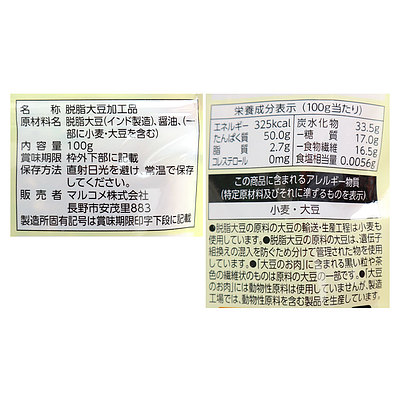 名　称　脱脂大豆加工品
原材料名　脱脂大豆(インド製造)、醤油、(一
部に小麦・大豆を含む)
内容量　100g
賞味期限　枠外下部に記載
保存方法　直射日光を避け、常温で保存
してください。
販売者　マルコメ株式会社
長野市安茂里883
製造所固有記号は賞味期限印字下段に記載
栄養成分表示(100g当たり)
エネルギー　325kcal
たんぱく質　50.0g
脂質　2.7g
コレステロール　0mg
炭水化物　33.5g
－糖質　17.0g
－食物繊維　16.5g
食塩相当量　0.0056g
この商品に含まれるアレルギー物質
(特定原材料及びそれに準ずるものを表示)
小麦・大豆
●脱脂大豆の原料の大豆の輸送・生産工程は小麦も
使用しています。●脱脂大豆の原料の大豆は、遺伝子
組換えの混入を防ぐため分けて管理された物を使用
しています。●「大豆のお肉」に含まれる黒い粒や茶
色の繊維状のものは原料の大豆の一部です。●「大豆
のお肉」には動物性原料は使用していませんが、製造
工場では、動物性原料を含む製品を生産しています。